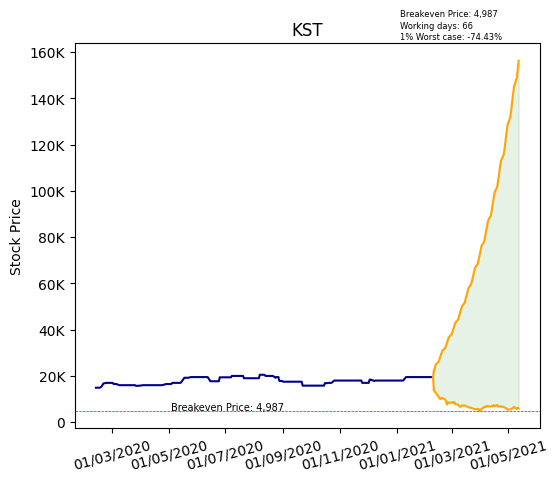 Breakeven Price: 4,987
Working days: 66
1% Worst case: -74.43%
KST
Stock Price
160K
140K
120K
100K
80K
60K
40K
20K
0
Breakeven Price: 4,987
01/03/2020
01/05/2020
01/07/2020
01/09/2020
01/11/2020
01/01/2021
01/03/2021
01/05/2021